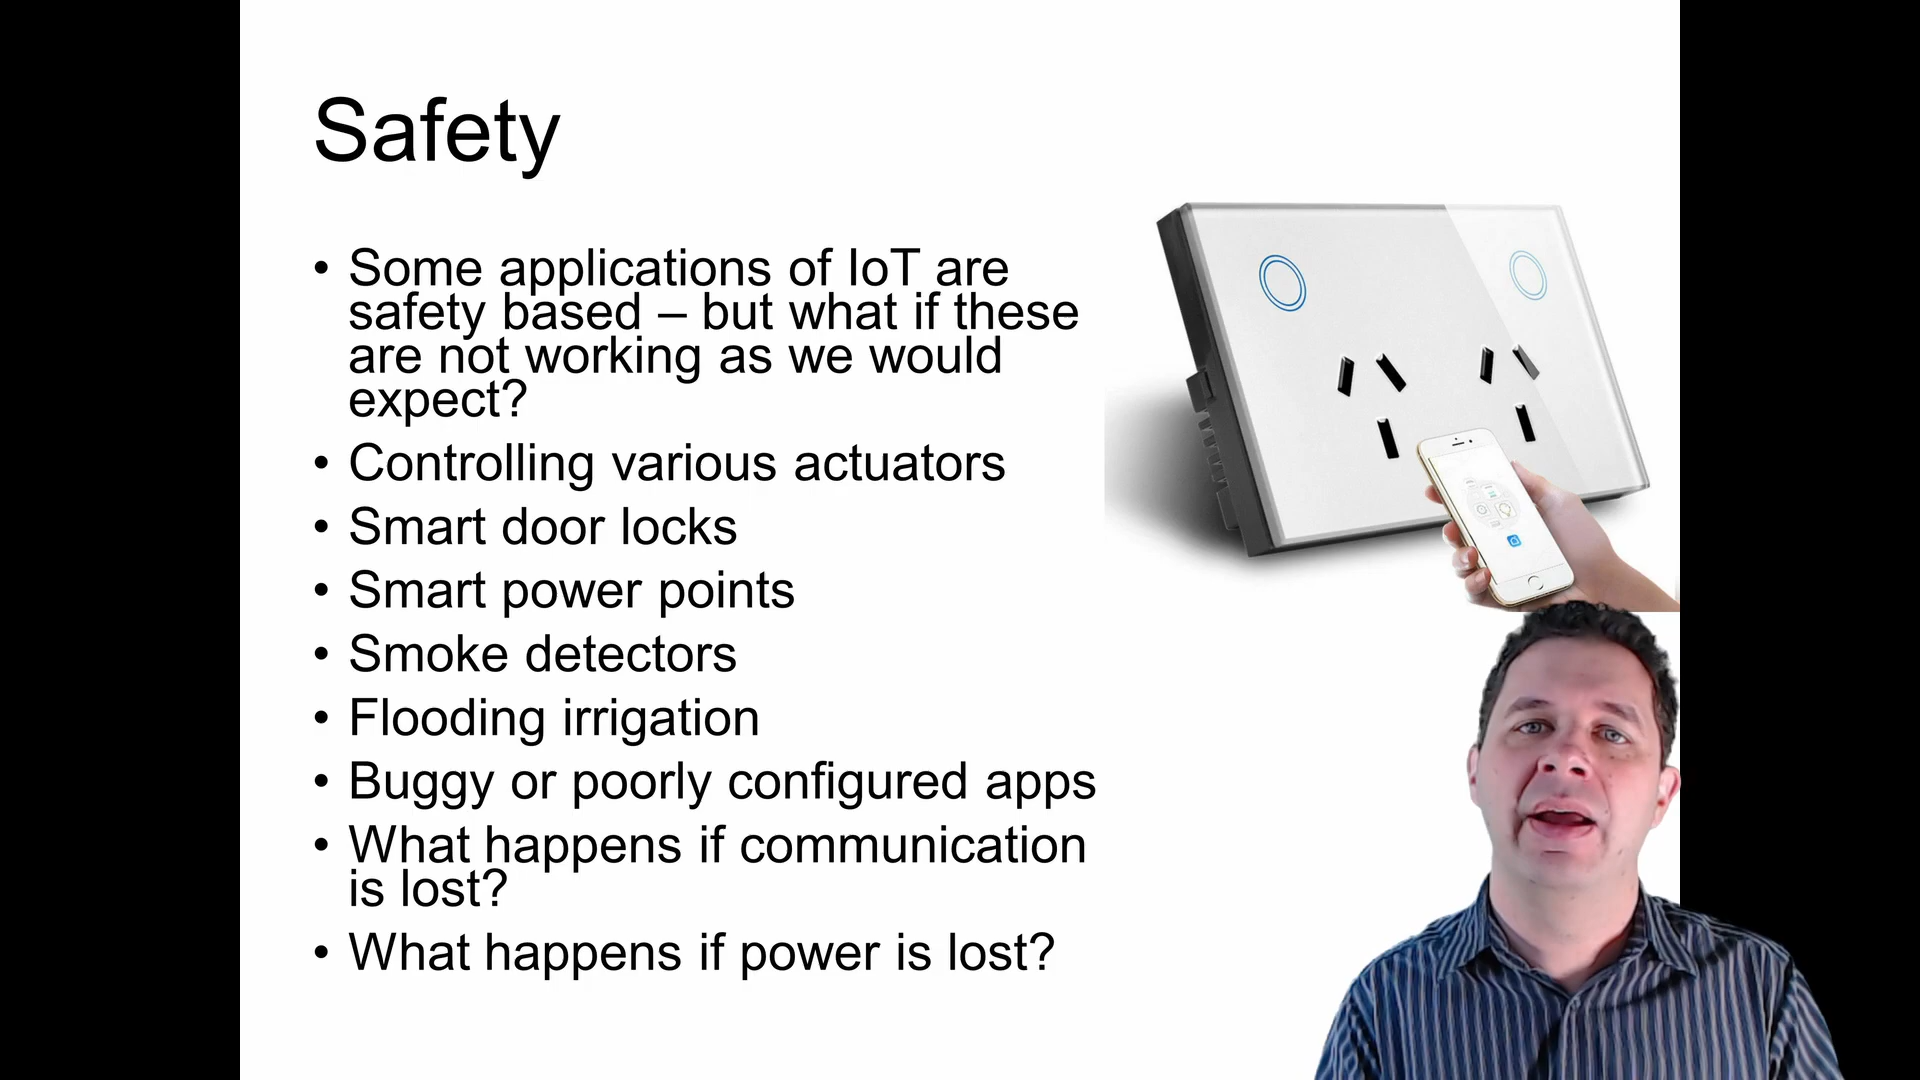 Safety
• Some applications of IoT are
safety based – but what if these
are not working as we would
expect?
• Controlling various actuators
• Smart door locks
• Smart power points
• Smoke detectors
• Flooding irrigation
• Buggy or poorly configured apps
• What happens if communication
is lost?
• What happens if power is lost?